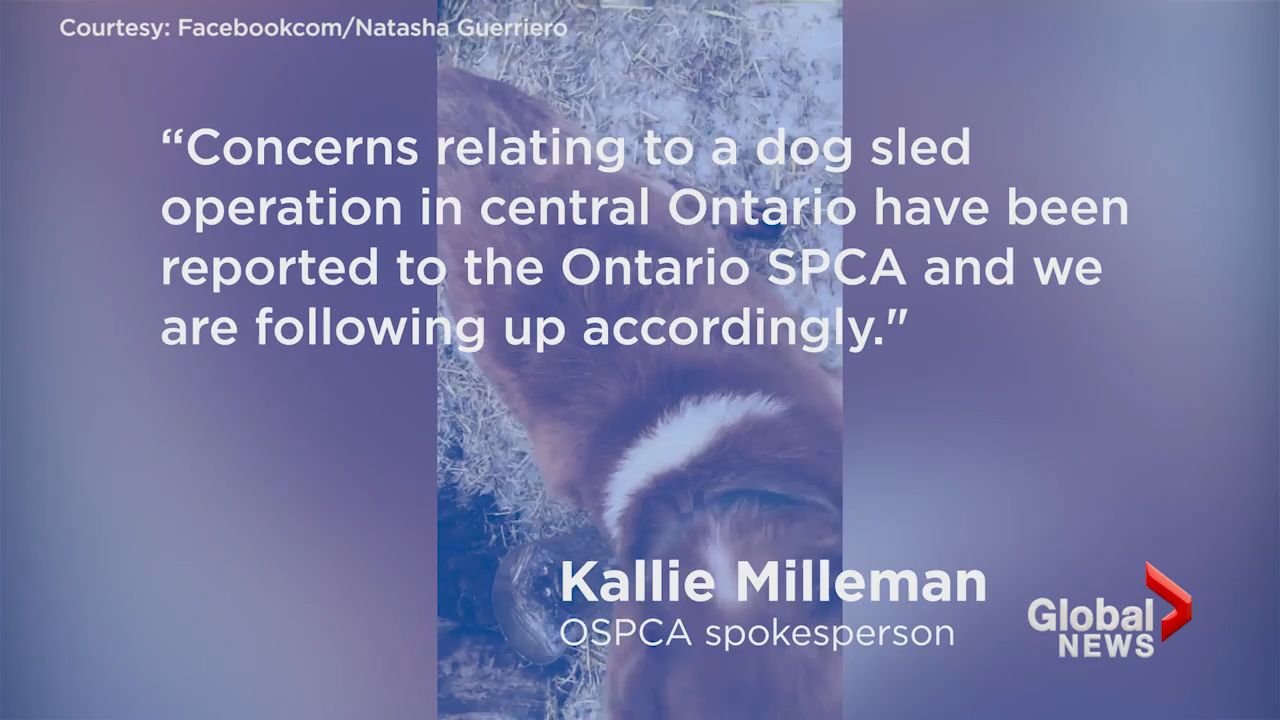 Courtesy: Facebookcom/Natasha Guerriero
“Concerns relating to a dog sled
operation in central Ontario have been
reported to the Ontario SPCA and we
are following up accordingly."
Kallie Milleman
OSPCA spokesperson
Global
NEWS